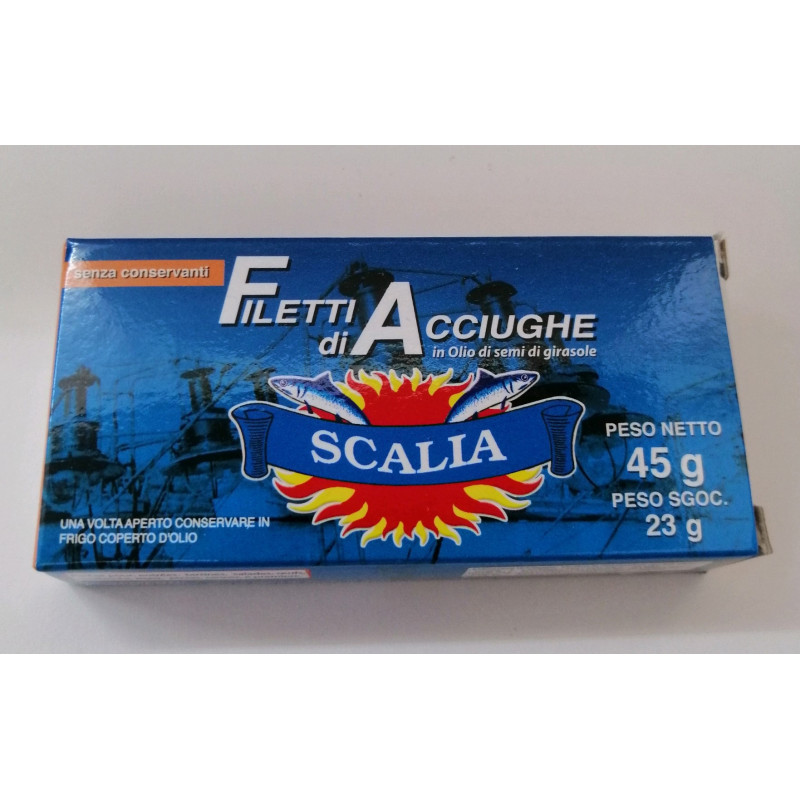 senza conservanti
FILETTI
di ACCIUGHE
in Olio di semi di girasole
SCALIA
PESO NETTO
45 g
PESO SGOC.
23 g
UNA VOLTA APERTO CONSERVARE IN
FRIGO COPERTO D'OLIO